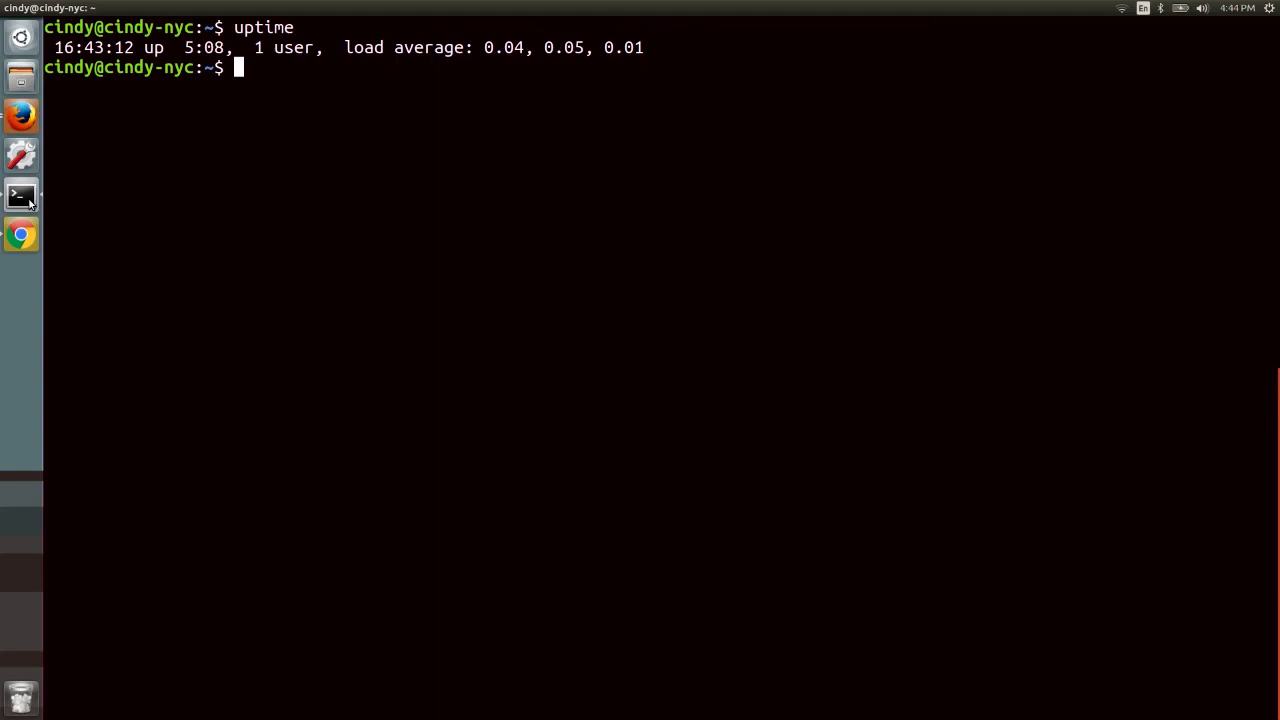 cindy@cindy-nyc: ~
En
4:44 PM
cindy@cindy-nyc:~$ uptime
 16:43:12 up  5:08,  1 user,  load average: 0.04, 0.05, 0.01
cindy@cindy-nyc:~$